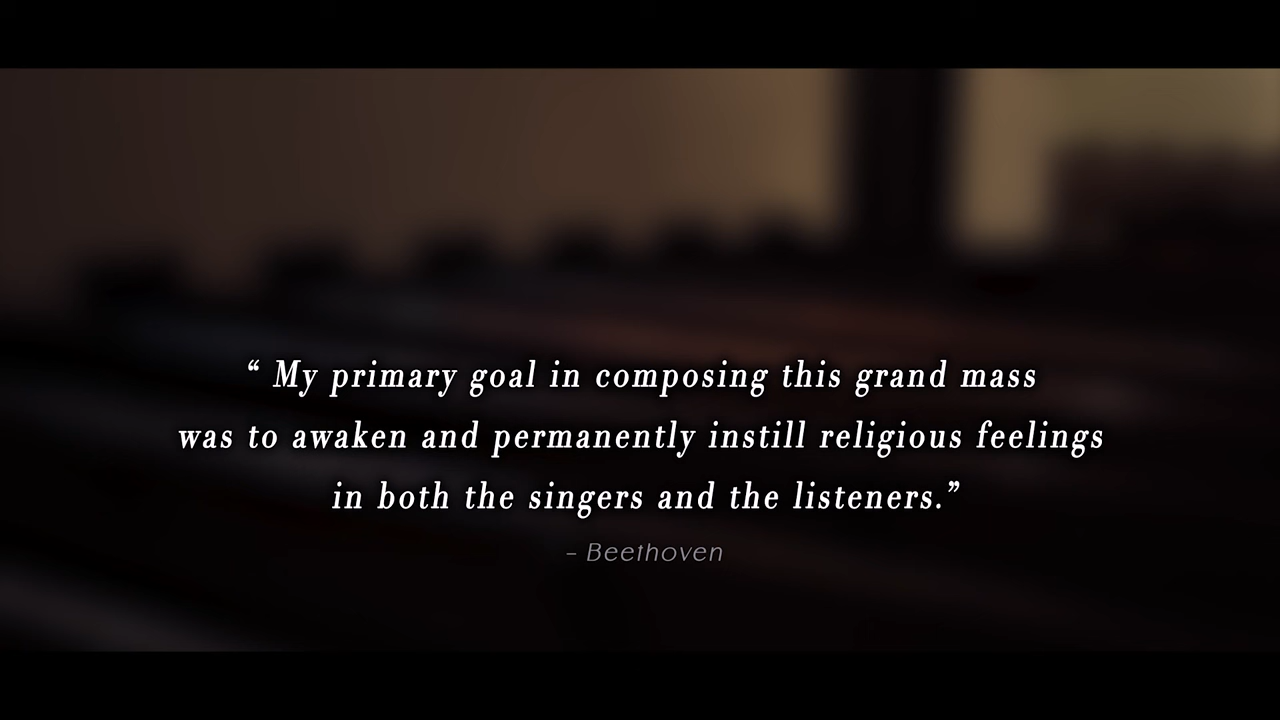 “ My primary goal in composing this grand mass
was to awaken and permanently instill religious feelings
in both the singers and the listeners.”
– Beethoven